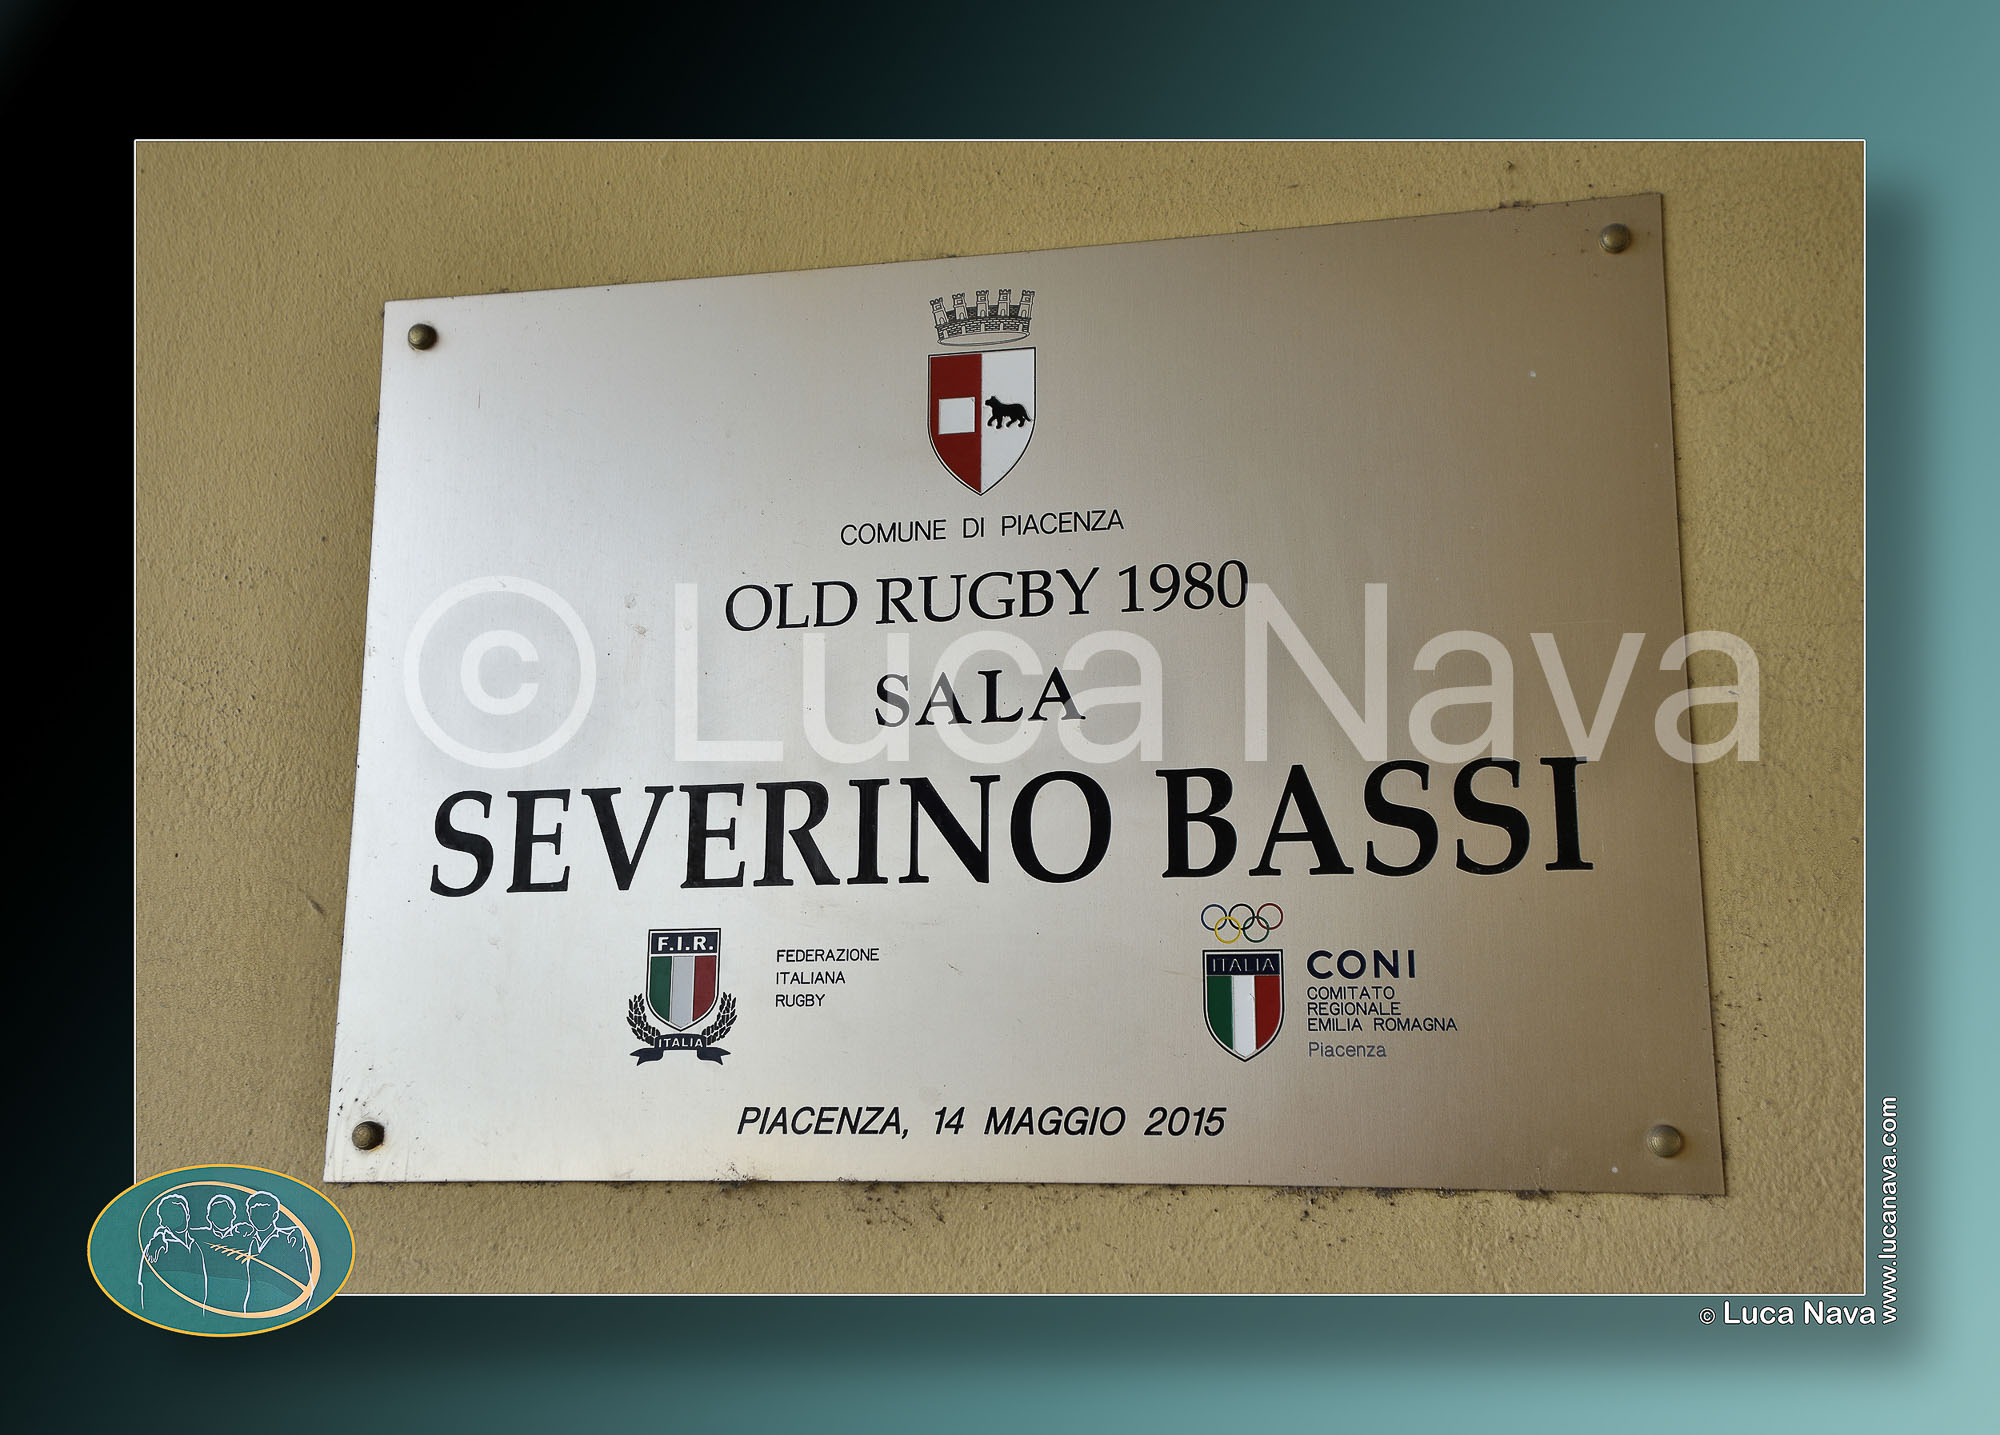 COMUNE DI PIACENZA
OLD RUGBY 1980
SALA
© Luca Nava
SEVERINO BASSI
F.I.R.
ITALIA
FEDERAZIONE
ITALIANA
RUGBY
ITALIA
CONI
COMITATO
REGIONALE
EMILIA ROMAGNA
Piacenza
PIACENZA, 14 MAGGIO 2015
© Luca Nava
www.lucanava.com